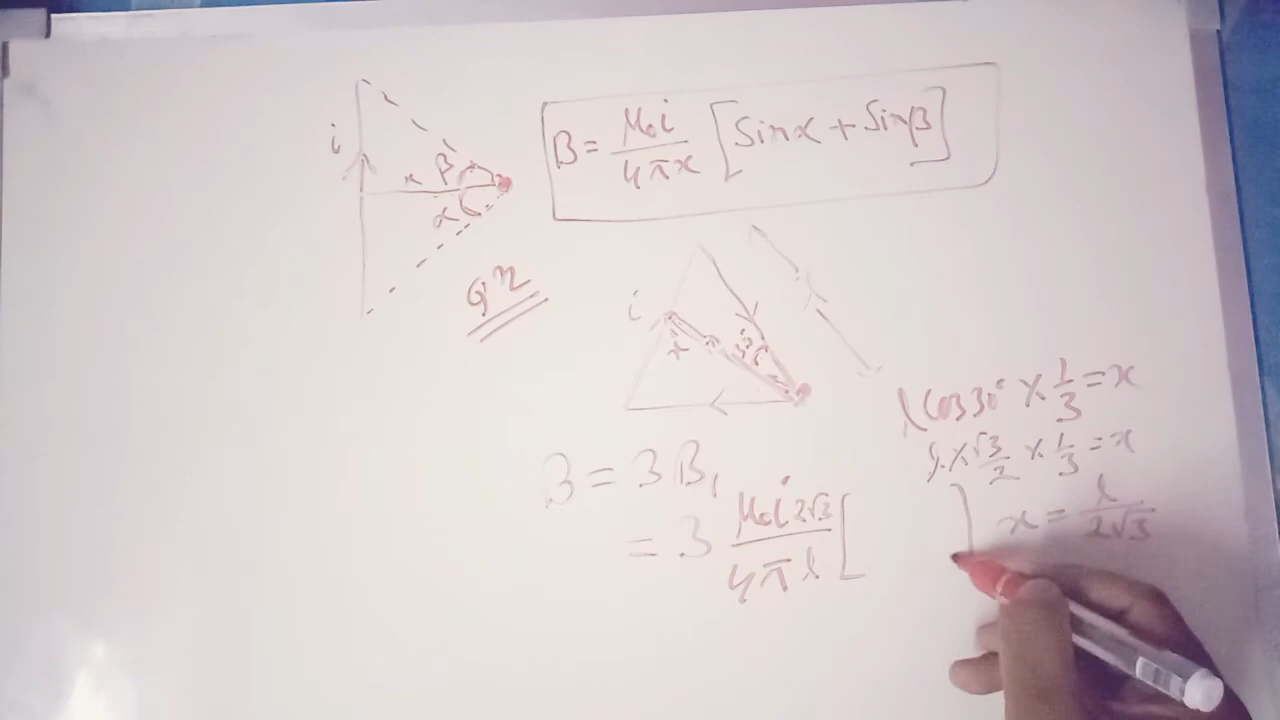 i x β α
B = μ₀i / 4πx [Sinα + Sinβ]
i x 30°
l Cos30° × 1/3 = x
l × √3/2 × 1/3 = x
B = 3B₁
= 3 μ₀i 2√3 / 4πl [ ]
x = l / 2√3